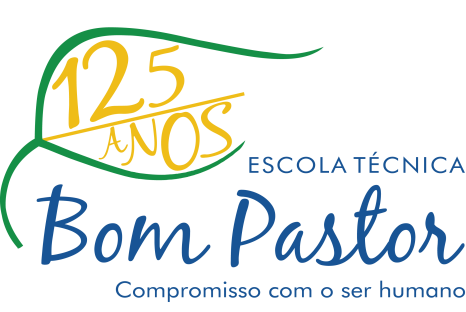 125
ANOS
ESCOLA TÉCNICA
Bom Pastor
Compromisso com o ser humano